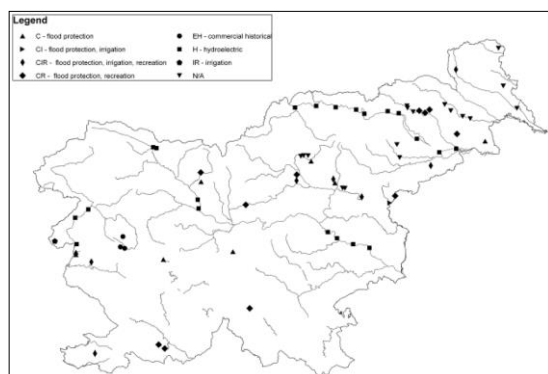 Legend
C - flood protection
CI - flood protection, irrigation
CIR - flood protection, irrigation, recreation
CR - flood protection, recreation
EH - commercial historical
H - hydroelectric
IR - irrigation
N/A